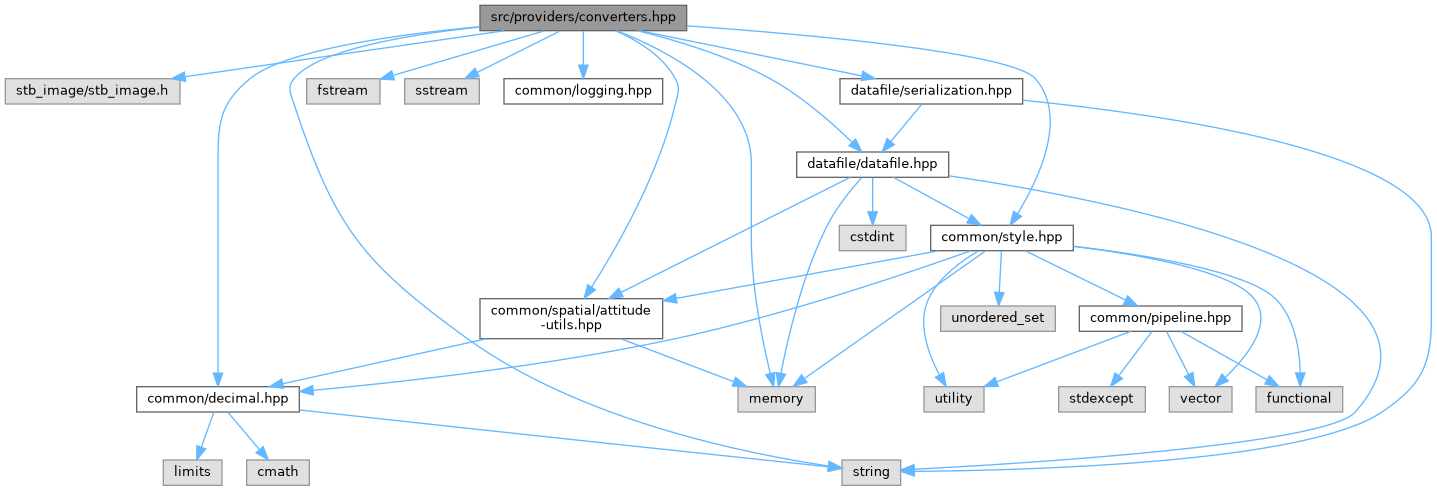 src/providers/converters.hpp
stb_image/stb_image.h
fstream
sstream
common/logging.hpp
datafile/serialization.hpp
datafile/datafile.hpp
cstdint
common/style.hpp
common/spatial/attitude
-utils.hpp
unordered_set
common/pipeline.hpp
common/decimal.hpp
memory
utility
stdexcept
vector
functional
limits
cmath
string